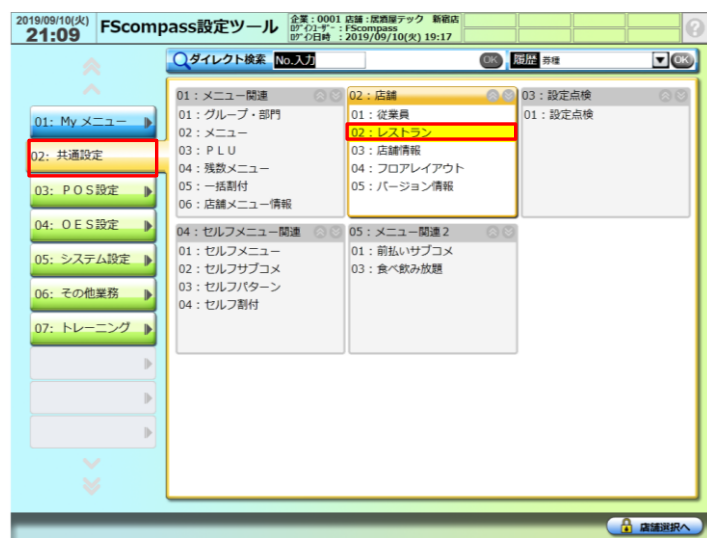 2019/09/10(火)
21:09
FScompass設定ツール
企業：0001 店舗：居酒屋テック 新宿店
ﾛｸﾞｲﾝﾕｰｻﾞｰ：FScompass
ﾛｸﾞｲﾝ日時 ：2019/09/10(火) 19:17
?
ダイレクト検索 No.入力 OK 履歴 券種 OK
01: My メニュー
02: 共通設定
03: POS設定
04: OES設定
05: システム設定
06: その他業務
07: トレーニング
01：メニュー関連
01：グループ・部門
02：メニュー
03：ＰＬＵ
04：残数メニュー
05：一括割付
06：店舗メニュー情報
02：店舗
01：従業員
02：レストラン
03：店舗情報
04：フロアレイアウト
05：バージョン情報
03：設定点検
01：設定点検
04：セルフメニュー関連
01：セルフメニュー
02：セルフサブコメ
03：セルフパターン
04：セルフ割付
05：メニュー関連２
01：前払いサブコメ
03：食べ飲み放題
店舗選択へ